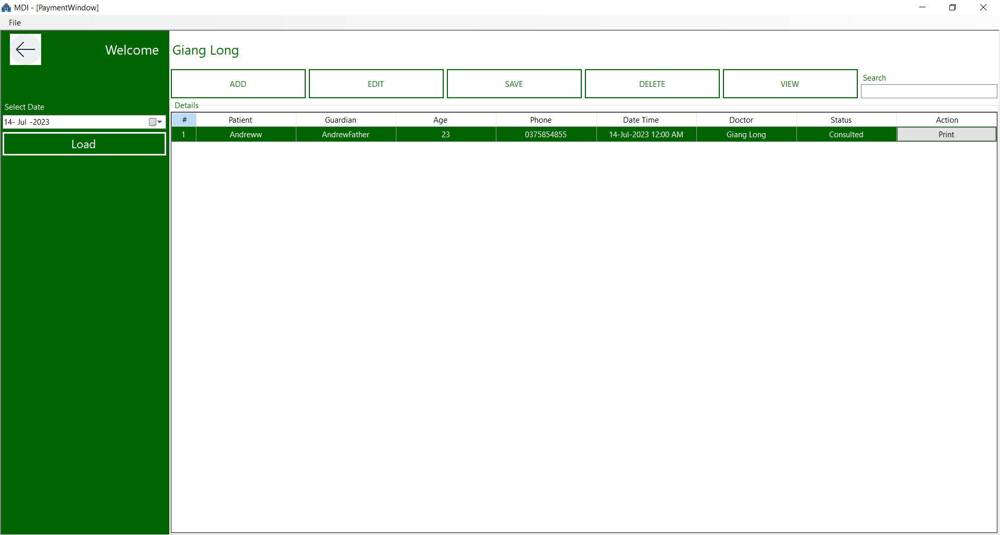 MDI - [PaymentWindow]
File
Welcome Giang Long
ADD EDIT SAVE DELETE VIEW Search
Select Date
14- Jul -2023
Load
Details
# Patient Guardian Age Phone Date Time Doctor Status Action
1 Andreww AndrewFather 23 0375854855 14-Jul-2023 12:00 AM Giang Long Consulted Print